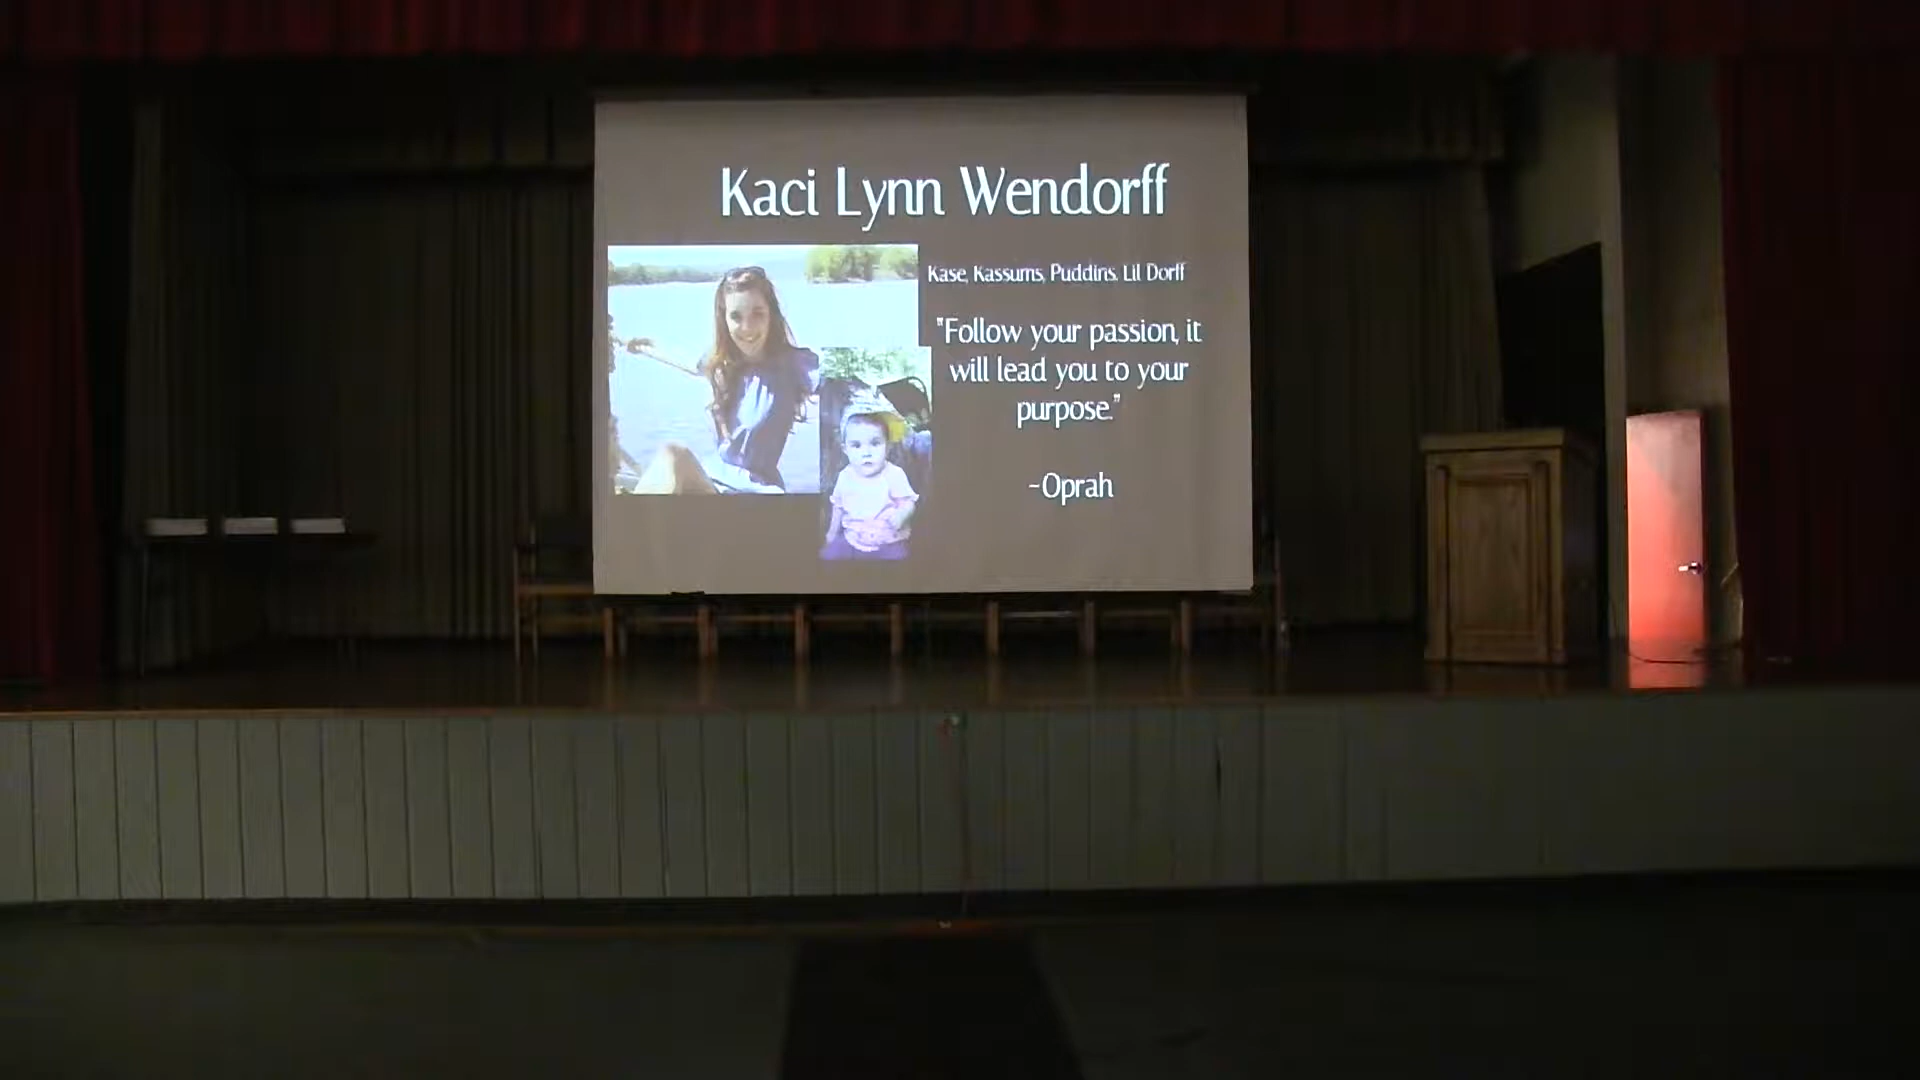 Kaci Lynn Wendorff
Kase, Kassums, Puddins. Lil Dorff
"Follow your passion, it
will lead you to your
purpose."
-Oprah